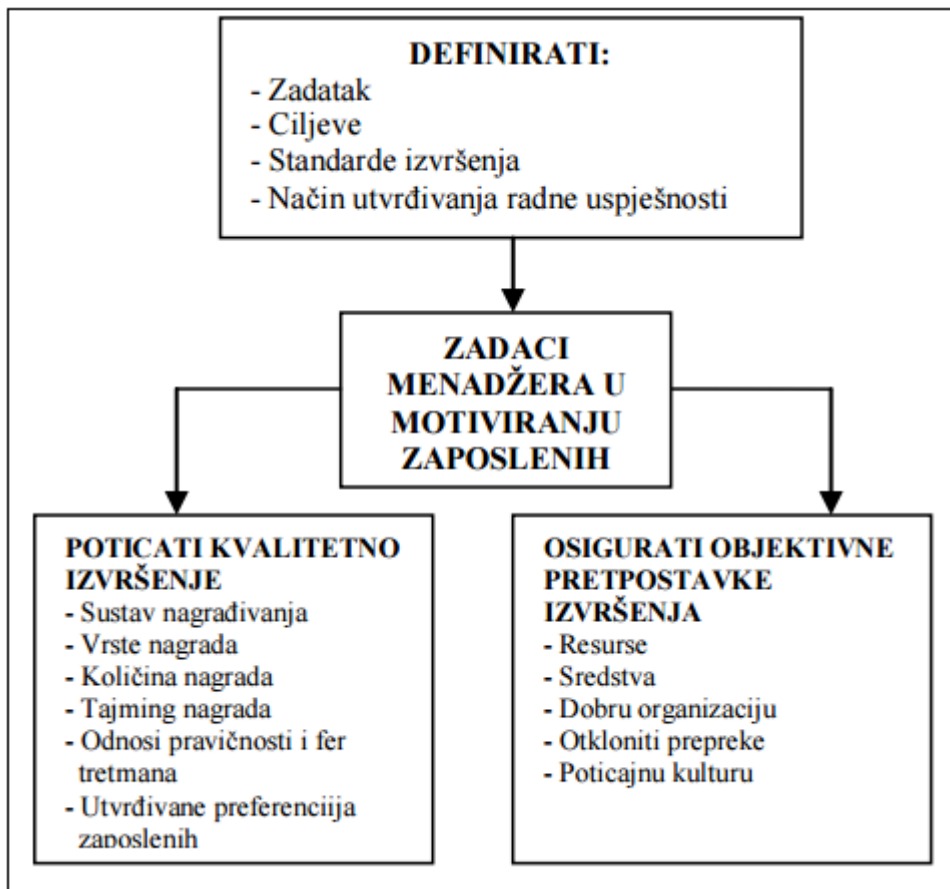 DEFINIRATI:
- Zadatak
- Ciljeve
- Standarde izvršenja
- Način utvrđivanja radne uspješnosti
ZADACI
MENADŽERA U
MOTIVIRANJU
ZAPOSLENIH
POTICATI KVALITETNO
IZVRŠENJE
- Sustav nagrađivanja
- Vrste nagrada
- Količina nagrada
- Tajming nagrada
- Odnosi pravičnosti i fer
tretmana
- Utvrđivane preferenciija
zaposlenih
OSIGURATI OBJEKTIVNE
PRETPOSTAVKE
IZVRŠENJA
- Resurse
- Sredstva
- Dobru organizaciju
- Otkloniti prepreke
- Poticajnu kulturu